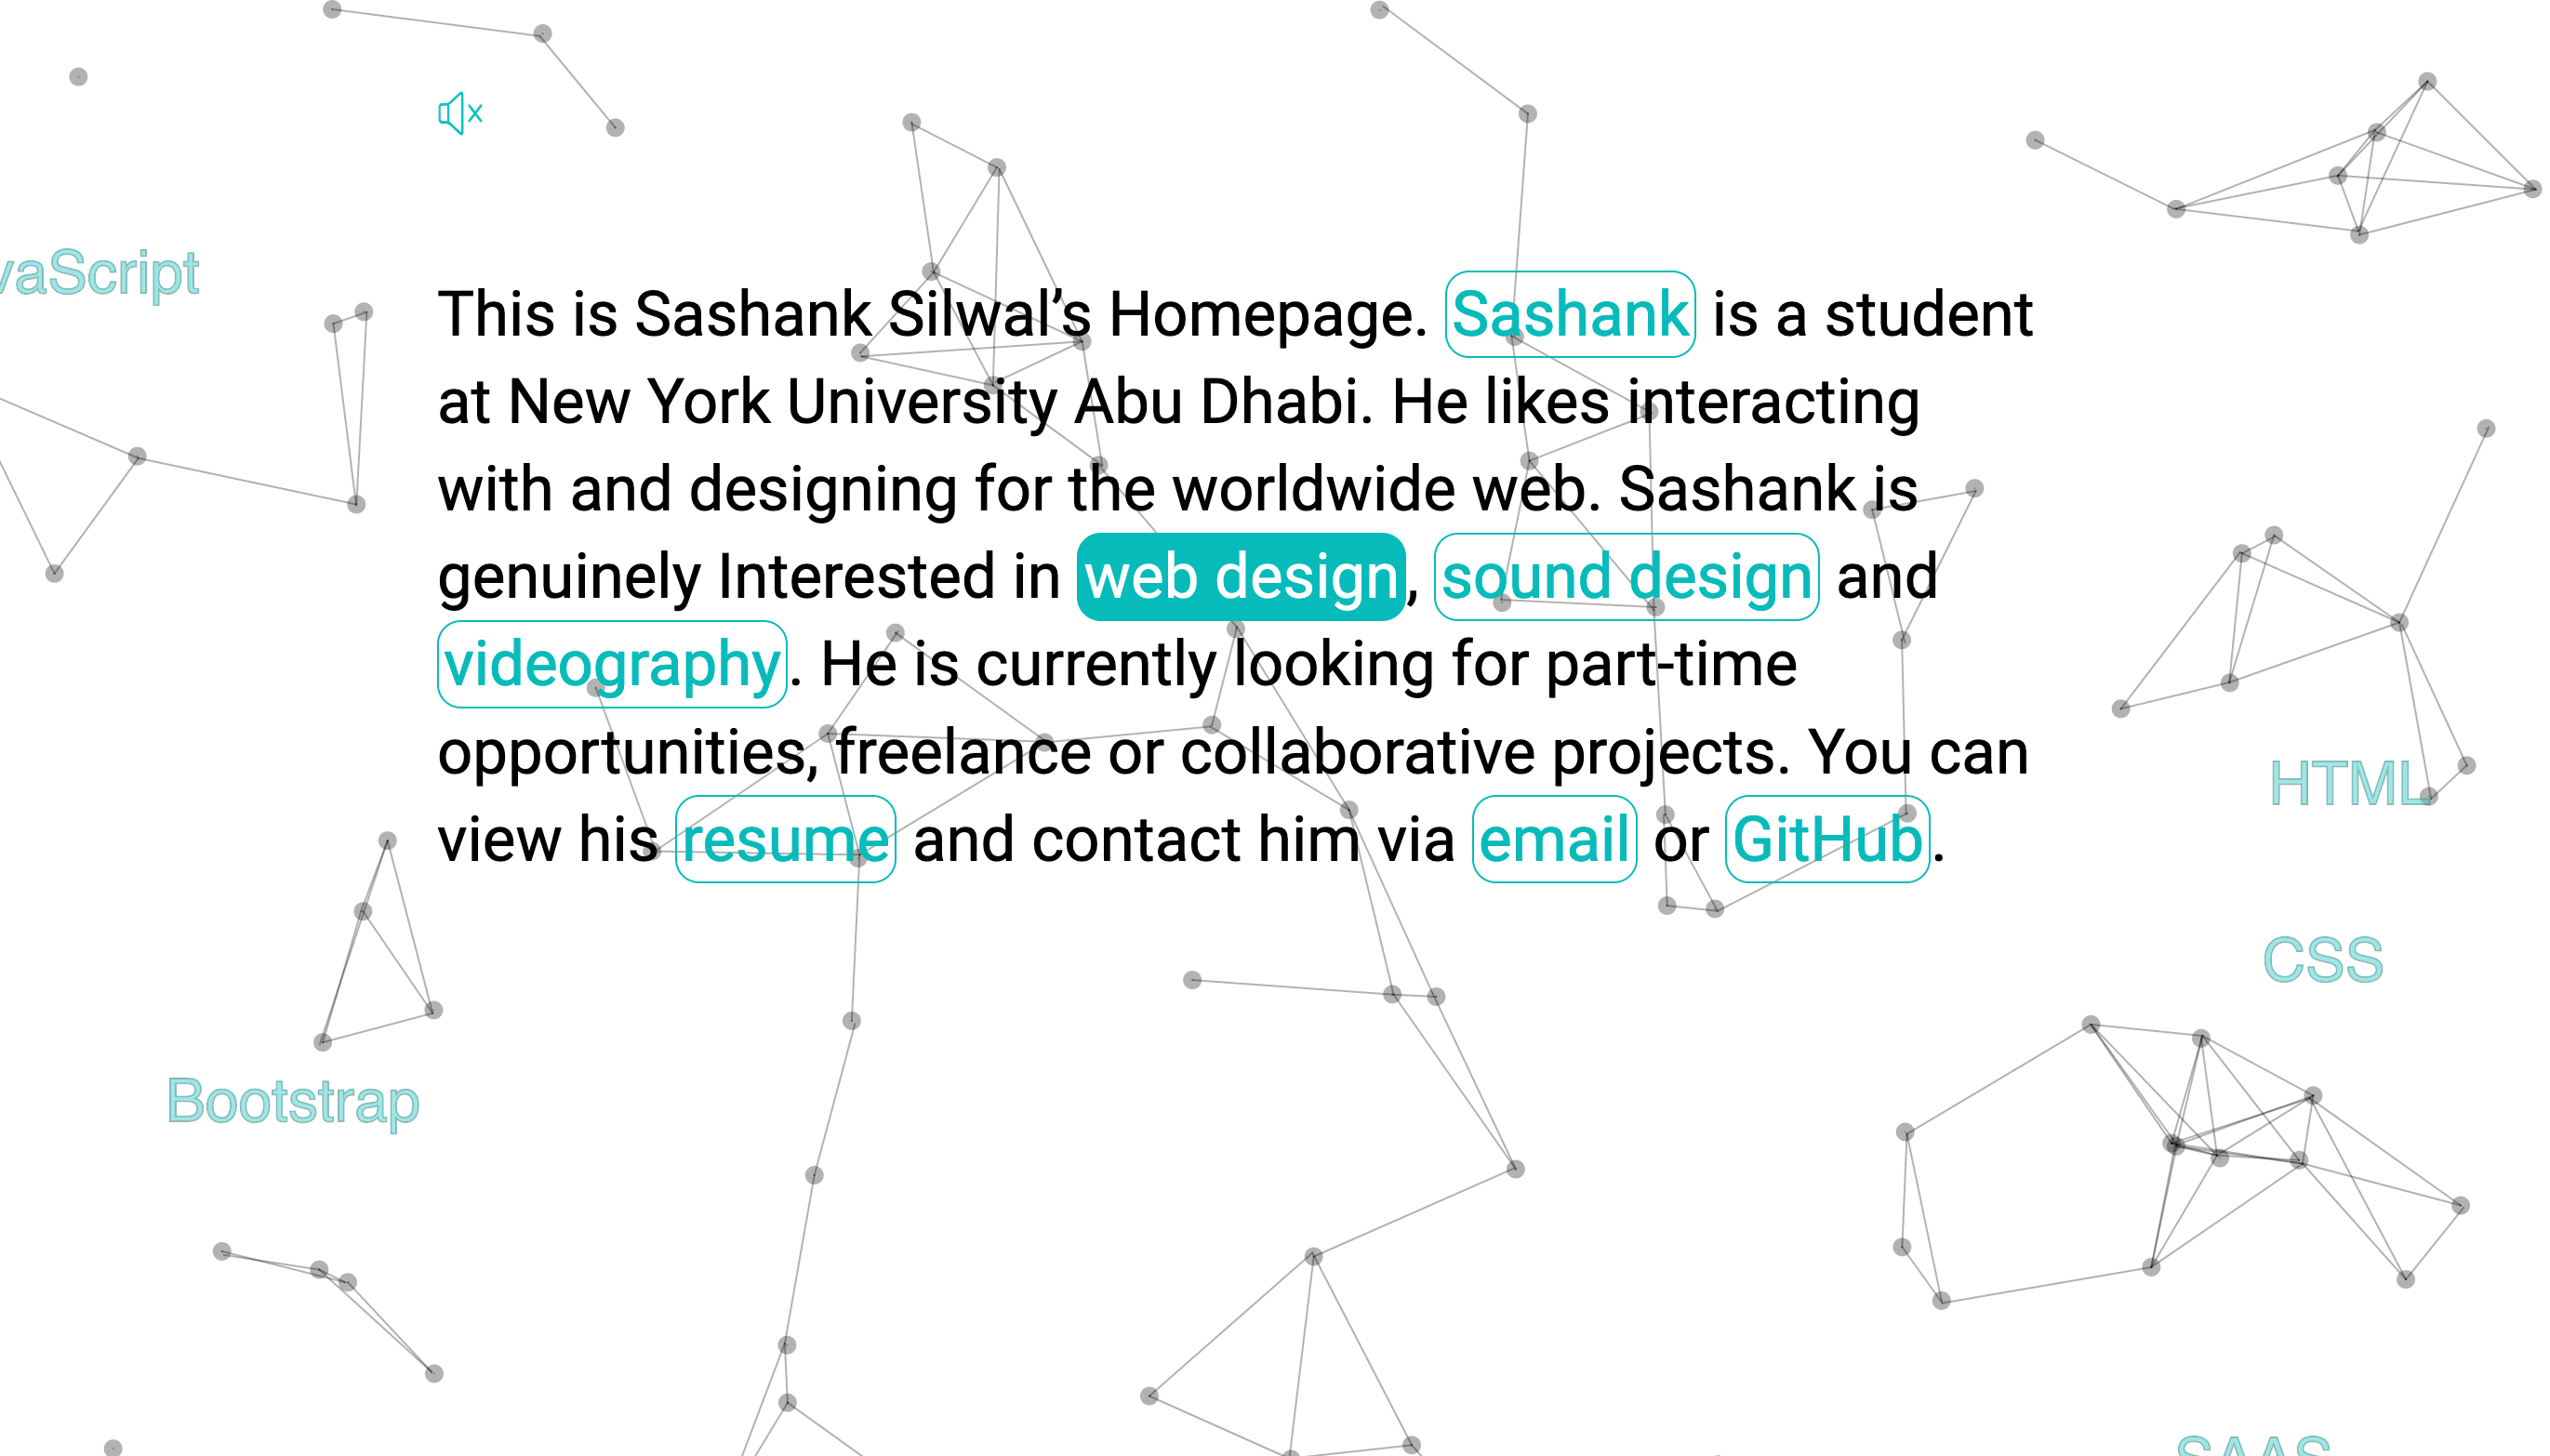 vaScript
This is Sashank Silwal’s Homepage. Sashank is a student
at New York University Abu Dhabi. He likes interacting
with and designing for the worldwide web. Sashank is
genuinely Interested in web design, sound design and
videography. He is currently looking for part-time
opportunities, freelance or collaborative projects. You can
view his resume and contact him via email or GitHub.
HTML
CSS
Bootstrap
SAAS